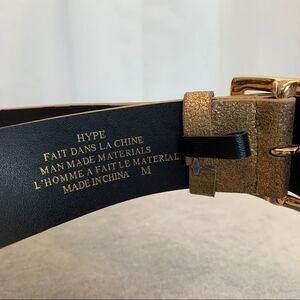 HYPE
FAIT DANS LA CHINE
MAN MADE MATERIALS
L'HOMME A FAIT LE MATERIAL
MADE IN CHINA M